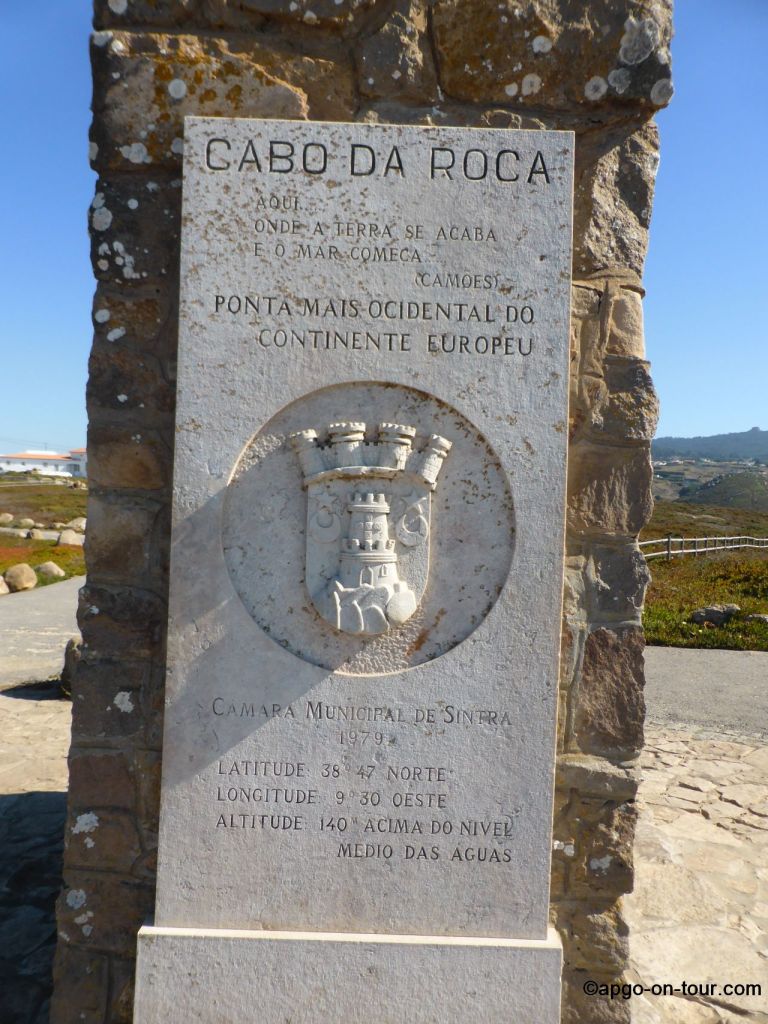 CABO DA ROCA
AQUI...
ONDE A TERRA SE ACABA
E O MAR COMEÇA
(CAMÕES)
PONTA MAIS OCIDENTAL DO
CONTINENTE EUROPEU
CÂMARA MUNICIPAL DE SINTRA
1979
LATITUDE: 38° 47' NORTE
LONGITUDE: 9° 30' OESTE
ALTITUDE: 140ᵐ ACIMA DO NIVEL
MEDIO DAS AGUAS
©apgo-on-tour.com